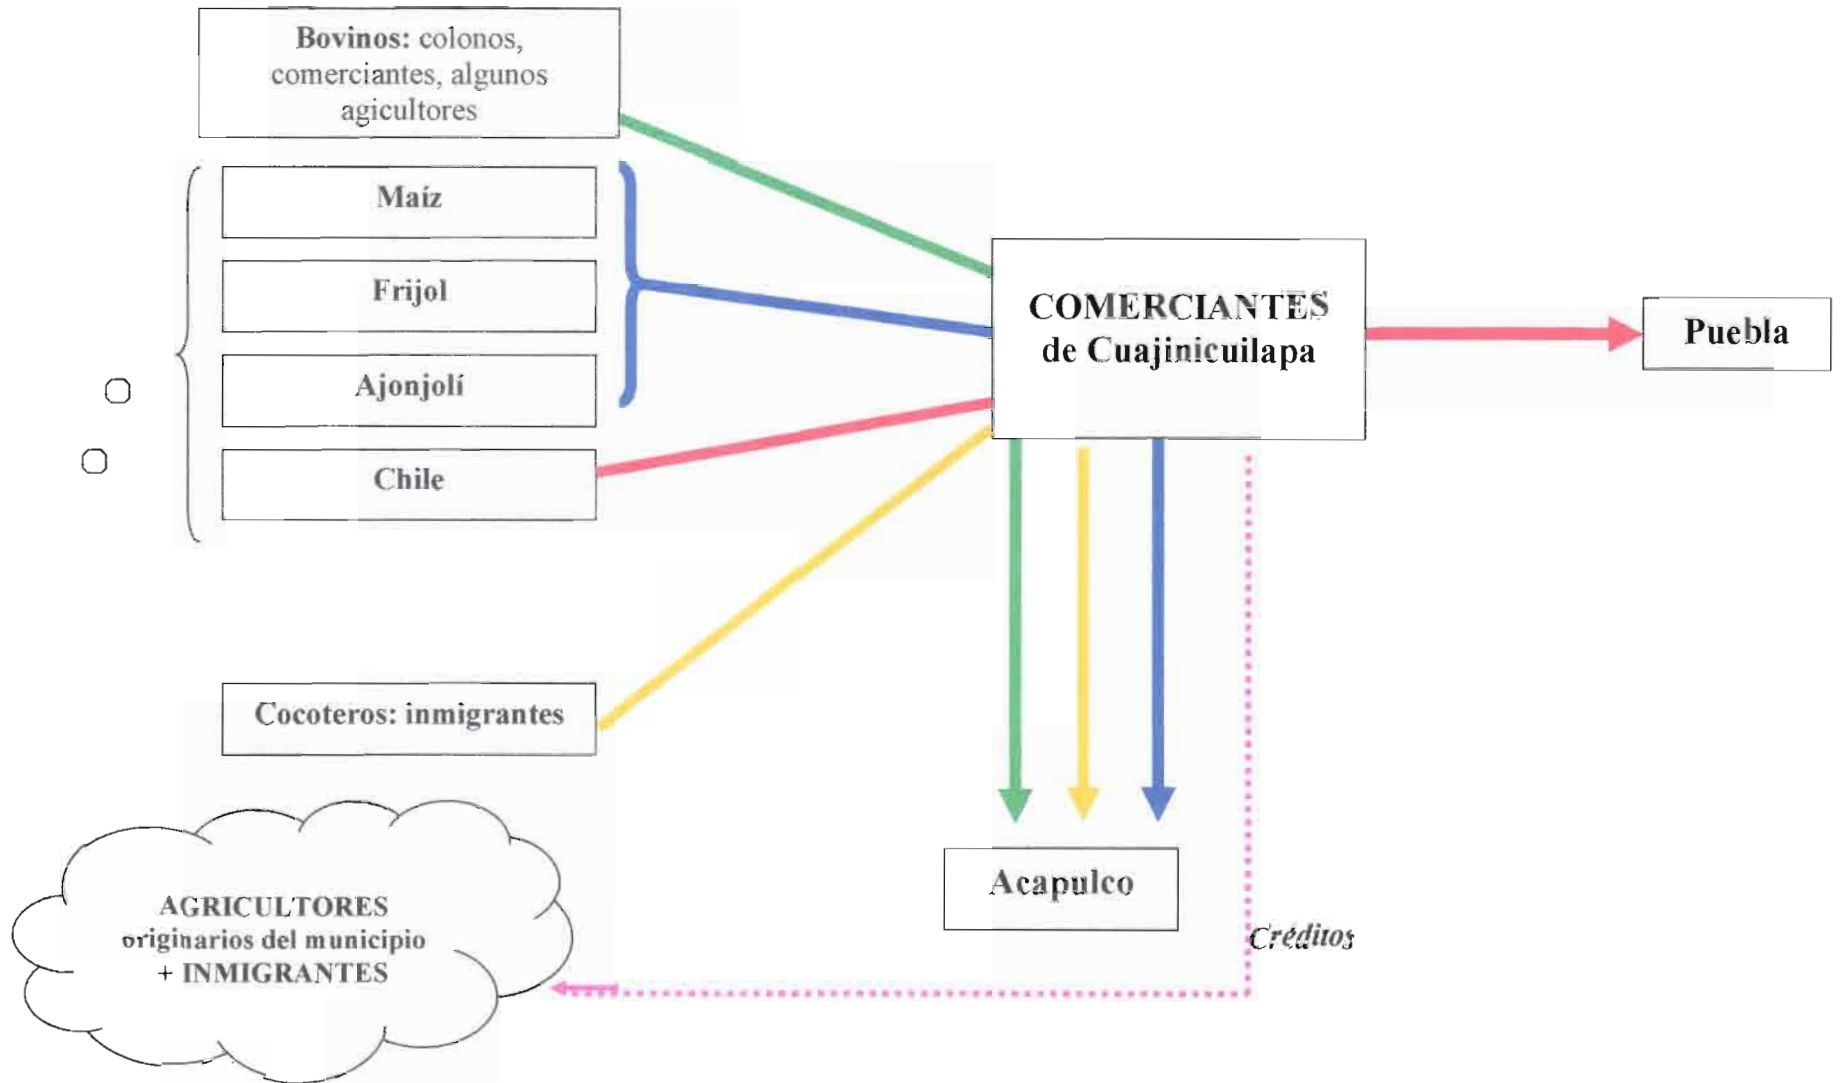 Bovinos: colonos,
comerciantes, algunos
agicultores
Maíz
Frijol
Ajonjolí
Chile
Cocoteros: inmigrantes
COMERCIANTES
de Cuajinicuilapa
Puebla
Acapulco
Créditos
AGRICULTORES
originarios del municipio
+ INMIGRANTES